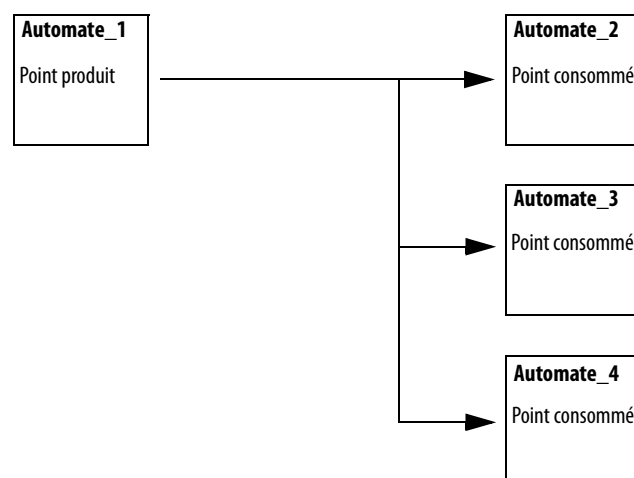 Automate_1
Point produit
Automate_2
Point consommé
Automate_3
Point consommé
Automate_4
Point consommé